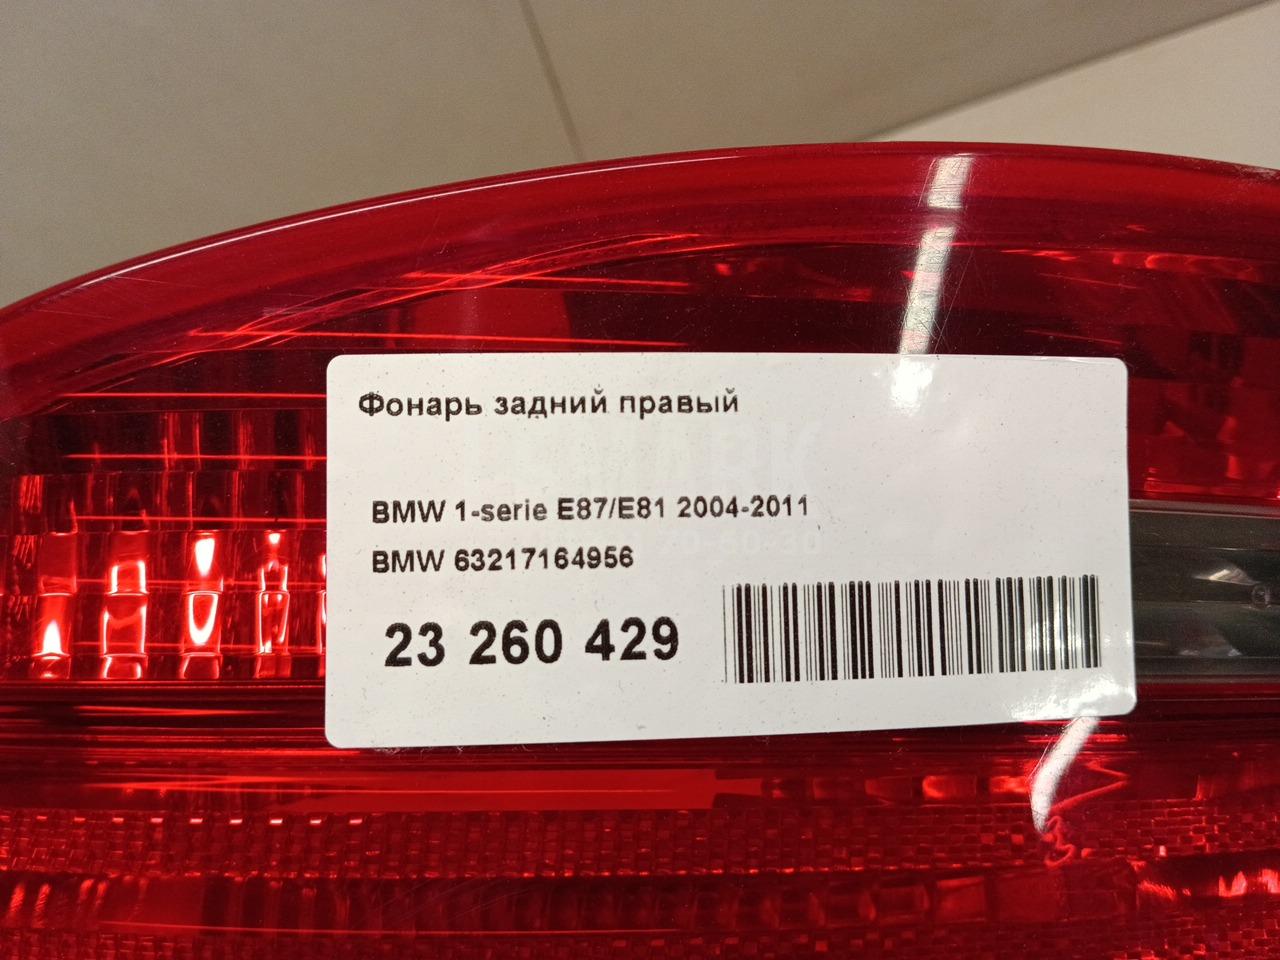 Фонарь задний правый
BMW 1-serie E87/E81 2004-2011
BMW 63217164956
23 260 429